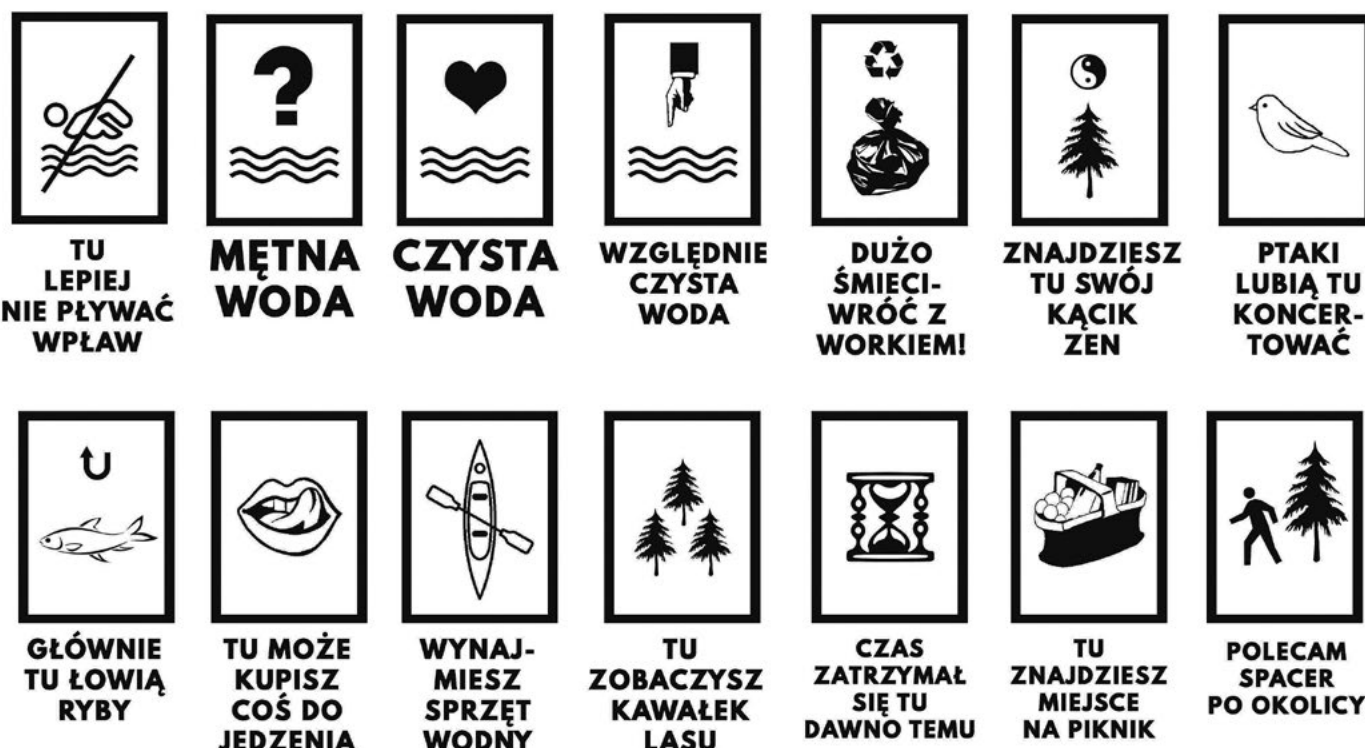 ?
TU
LEPIEJ
NIE PŁYWAĆ
WPŁAW
MĘTNA
WODA
CZYSTA
WODA
WZGLĘDNIE
CZYSTA
WODA
DUŻO
ŚMIECI-
WRÓĆ Z
WORKIEM!
ZNAJDZIESZ
TU SWÓJ
KĄCIK
ZEN
PTAKI
LUBIĄ TU
KONCER-
TOWAĆ
GŁÓWNIE
TU ŁOWIĄ
RYBY
TU MOŻE
KUPISZ
COŚ DO
JEDZENIA
WYNAJ-
MIESZ
SPRZĘT
WODNY
TU
ZOBACZYSZ
KAWAŁEK
LASU
CZAS
ZATRZYMAŁ
SIĘ TU
DAWNO TEMU
TU
ZNAJDZIESZ
MIEJSCE
NA PIKNIK
POLECAM
SPACER
PO OKOLICY